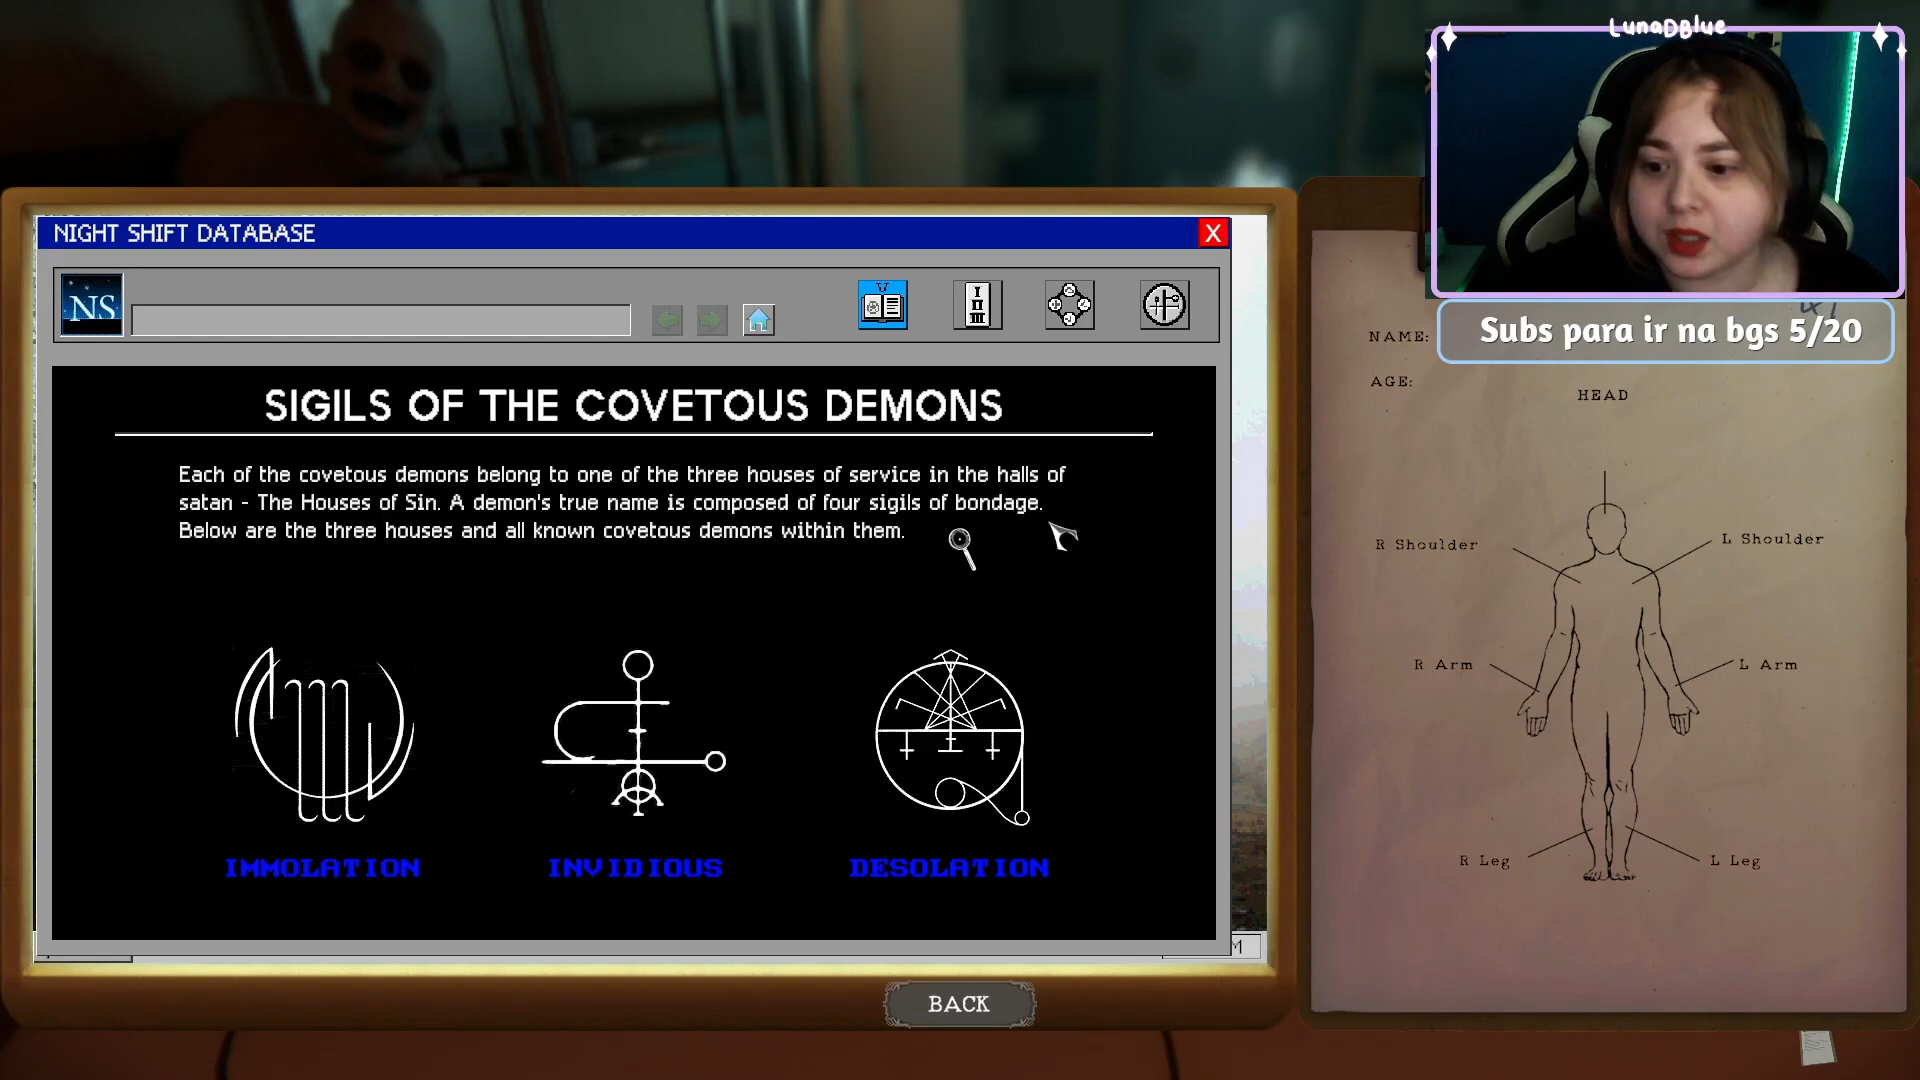 LunaDBlue
NIGHT SHIFT DATABASE
X
NS
I
II
III
Subs para ir na bgs 5/20
NAME:
AGE:
HEAD
SIGILS OF THE COVETOUS DEMONS
Each of the covetous demons belong to one of the three houses of service in the halls of
satan - The Houses of Sin. A demon's true name is composed of four sigils of bondage.
Below are the three houses and all known covetous demons within them.
R Shoulder
L Shoulder
R Arm
L Arm
R Leg
L Leg
IMMOLATION
INVIDIOUS
DESOLATION
BACK